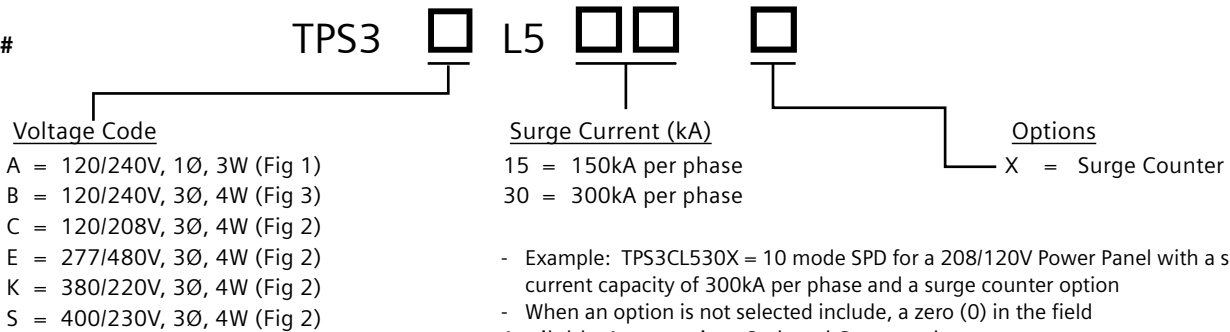 # TPS3 L5
Voltage Code
A = 120/240V, 1Ø, 3W (Fig 1)
B = 120/240V, 3Ø, 4W (Fig 3)
C = 120/208V, 3Ø, 4W (Fig 2)
E = 277/480V, 3Ø, 4W (Fig 2)
K = 380/220V, 3Ø, 4W (Fig 2)
S = 400/230V, 3Ø, 4W (Fig 2)
Surge Current (kA)
15 = 150kA per phase
30 = 300kA per phase
Options
X = Surge Counter
- Example: TPS3CL530X = 10 mode SPD for a 208/120V Power Panel with a s
current capacity of 300kA per phase and a surge counter option
- When an option is not selected include, a zero (0) in the field